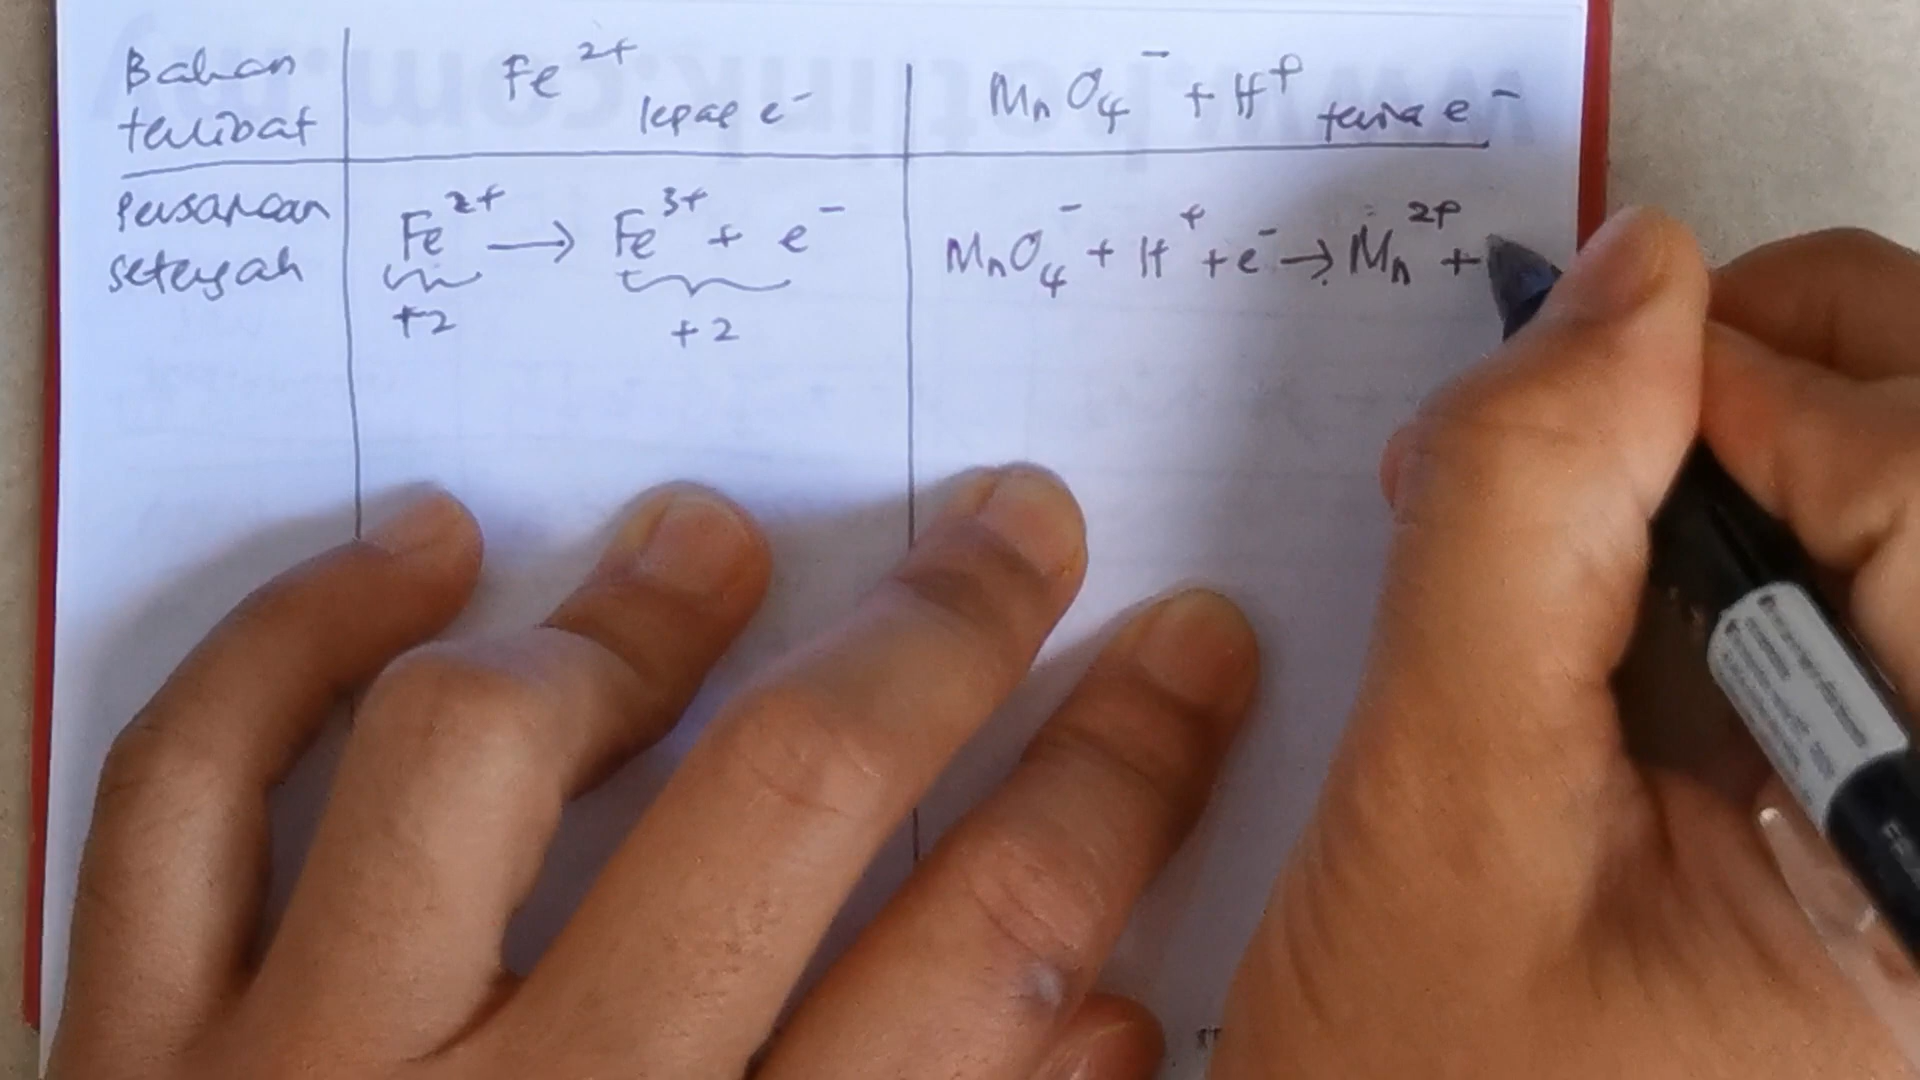 Bahan Fe²⁺ MnO₄⁻ + H⁺
terlibat lepas e⁻ terima e⁻
Persamaan Fe²⁺ → Fe³⁺ + e⁻ MnO₄⁻ + H⁺ + e⁻ → Mn²⁺ +
setengah
+2 +2